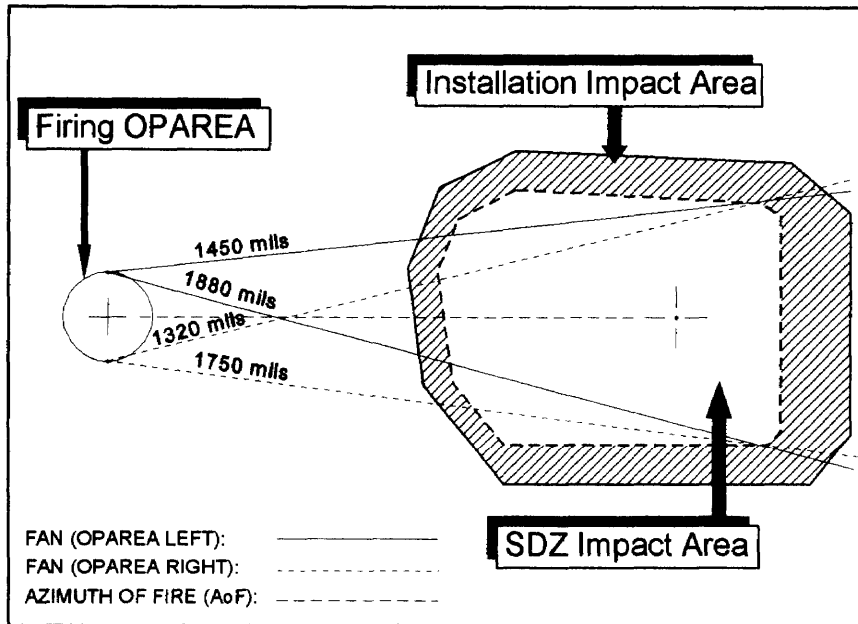 Installation Impact Area
Firing OPAREA
1450 mils
1880 mils
1320 mils
1750 mils
SDZ Impact Area
FAN (OPAREA LEFT):
FAN (OPAREA RIGHT):
AZIMUTH OF FIRE (AoF):